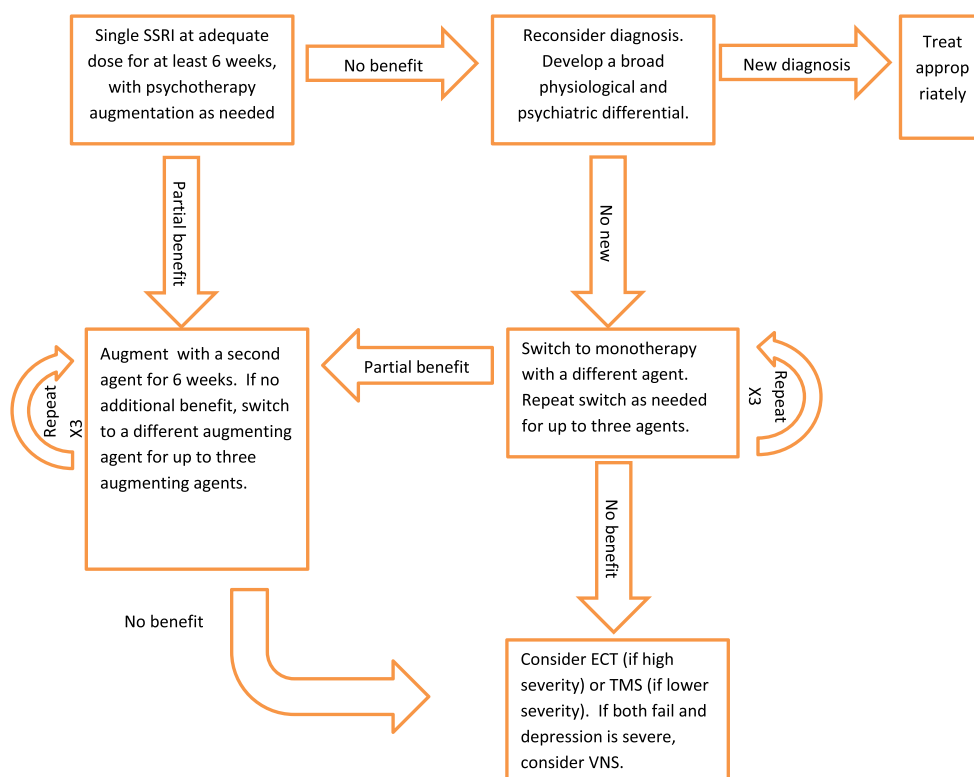 Single SSRI at adequate
dose for at least 6 weeks,
with psychotherapy
augmentation as needed
No benefit
Reconsider diagnosis.
Develop a broad
physiological and
psychiatric differential.
New diagnosis
Treat
approp
riately
Partial benefit
No new
Augment  with a second
agent for 6 weeks.  If no
additional benefit, switch
to a different augmenting
agent for up to three
augmenting agents.
Repeat
X3
Partial benefit
Switch to monotherapy
with a different agent.
Repeat switch as needed
for up to three agents.
Repeat
X3
No benefit
No benefit
Consider ECT (if high
severity) or TMS (if lower
severity).  If both fail and
depression is severe,
consider VNS.